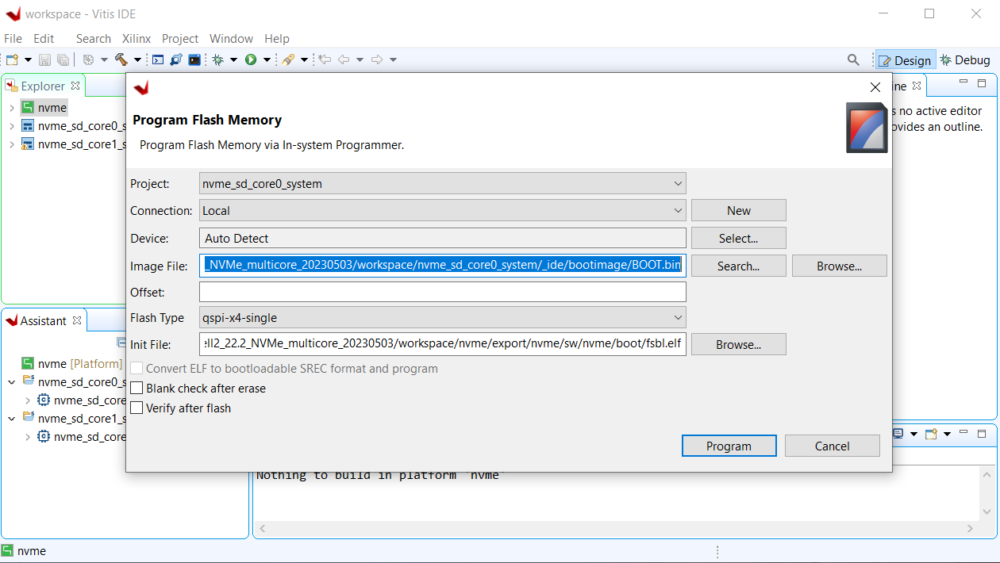 workspace - Vitis IDE
File Edit Search Xilinx Project Window Help
Design Debug
Explorer
nvme
nvme_sd_core0_s
nvme_sd_core1_s
ine
s no active editor
ovides an outline.
Program Flash Memory
Program Flash Memory via In-system Programmer.
Project: nvme_sd_core0_system
Connection: Local New
Device: Auto Detect Select...
Image File: _NVMe_multicore_20230503/workspace/nvme_sd_core0_system/_ide/bootimage/BOOT.bin Search... Browse...
Offset:
Flash Type qspi-x4-single
Init File: ell2_22.2_NVMe_multicore_20230503/workspace/nvme/export/nvme/sw/nvme/boot/fsbl.elf Browse...
Convert ELF to bootloadable SREC format and program
Blank check after erase
Verify after flash
Program Cancel
Assistant
nvme [Platform]
nvme_sd_core0_s
nvme_sd_core
nvme_sd_core1_s
nvme_sd_core
Nothing to build in platform 'nvme'
nvme